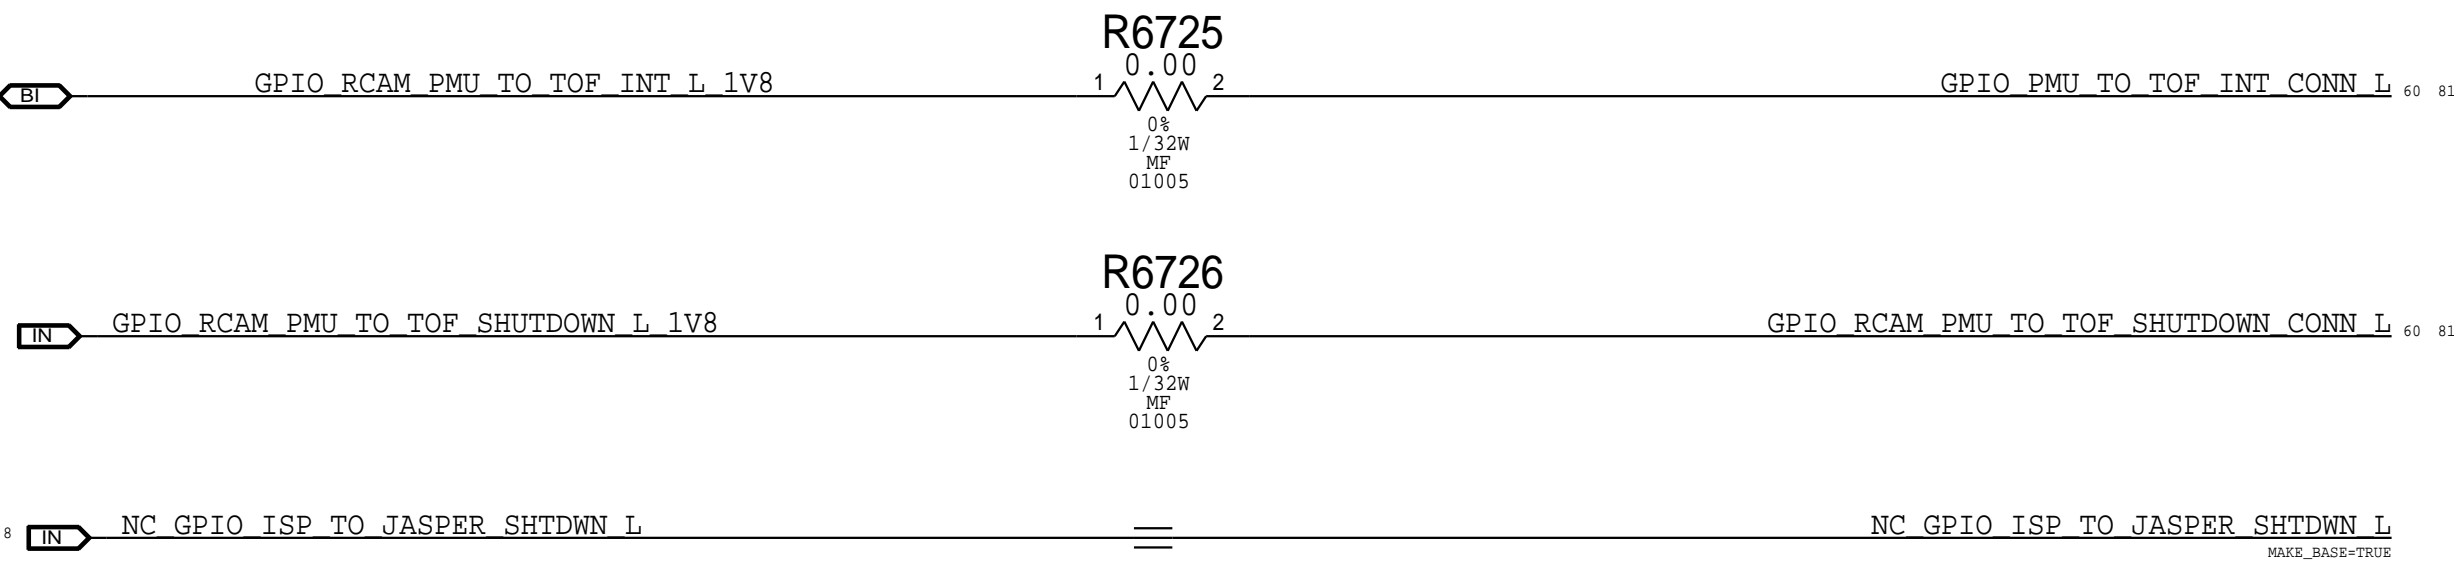 R6725
0.00
BI GPIO_RCAM_PMU_TO_TOF_INT_L_1V8 1 2 GPIO_PMU_TO_TOF_INT_CONN_L 60 81
0%
1/32W
MF
01005
R6726
0.00
IN GPIO_RCAM_PMU_TO_TOF_SHUTDOWN_L_1V8 1 2 GPIO_RCAM_PMU_TO_TOF_SHUTDOWN_CONN_L 60 81
0%
1/32W
MF
01005
8 IN NC_GPIO_ISP_TO_JASPER_SHTDWN_L NC_GPIO_ISP_TO_JASPER_SHTDWN_L
MAKE_BASE=TRUE